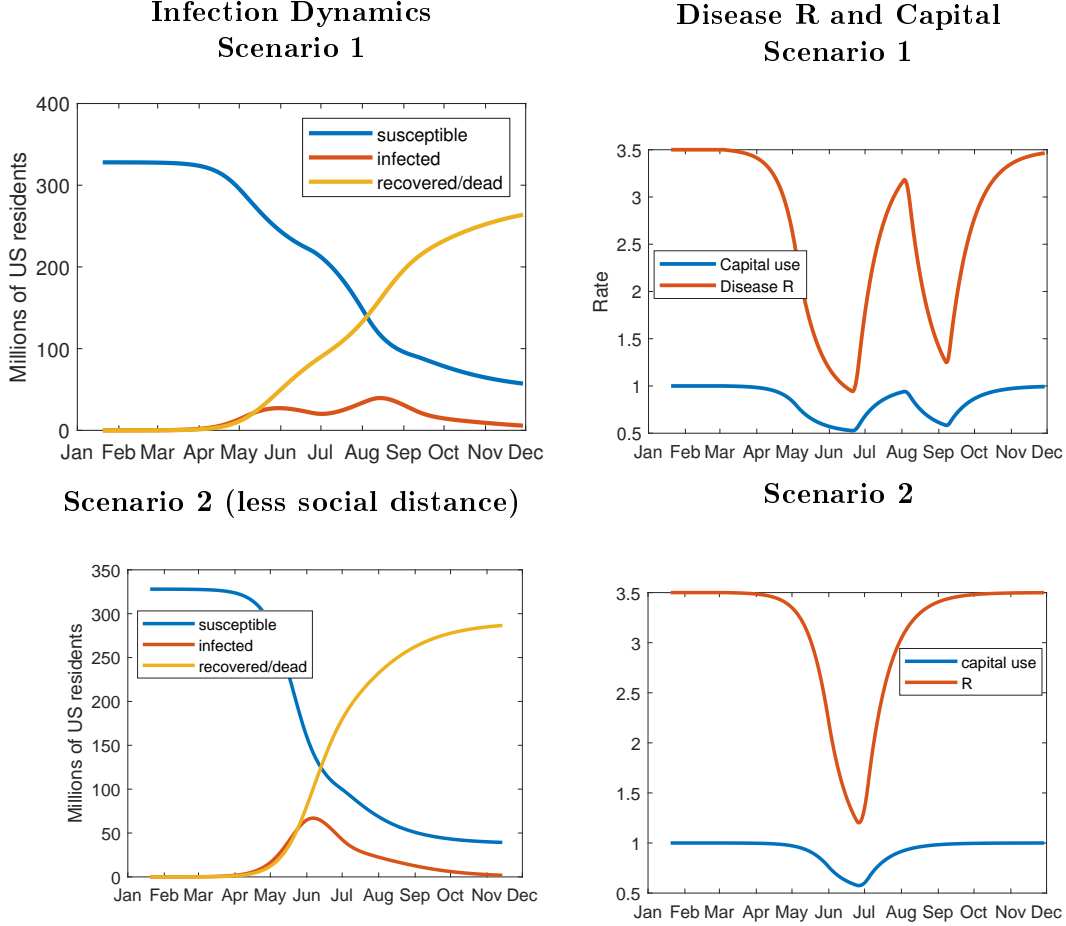 Infection Dynamics
Scenario 1
400
300
200
100
0
Millions of US residents
susceptible
infected
recovered/dead
Jan Feb Mar Apr May Jun Jul Aug Sep Oct Nov Dec
Disease R and Capital
Scenario 1
3.5
3
2.5
2
1.5
1
0.5
Rate
Capital use
Disease R
Jan Feb Mar Apr May Jun Jul Aug Sep Oct Nov Dec
Scenario 2 (less social distance)
350
300
250
200
150
100
50
0
Millions of US residents
susceptible
infected
recovered/dead
Jan Feb Mar Apr May Jun Jul Aug Sep Oct Nov Dec
Scenario 2
3.5
3
2.5
2
1.5
1
0.5
capital use
R
Jan Feb Mar Apr May Jun Jul Aug Sep Oct Nov Dec